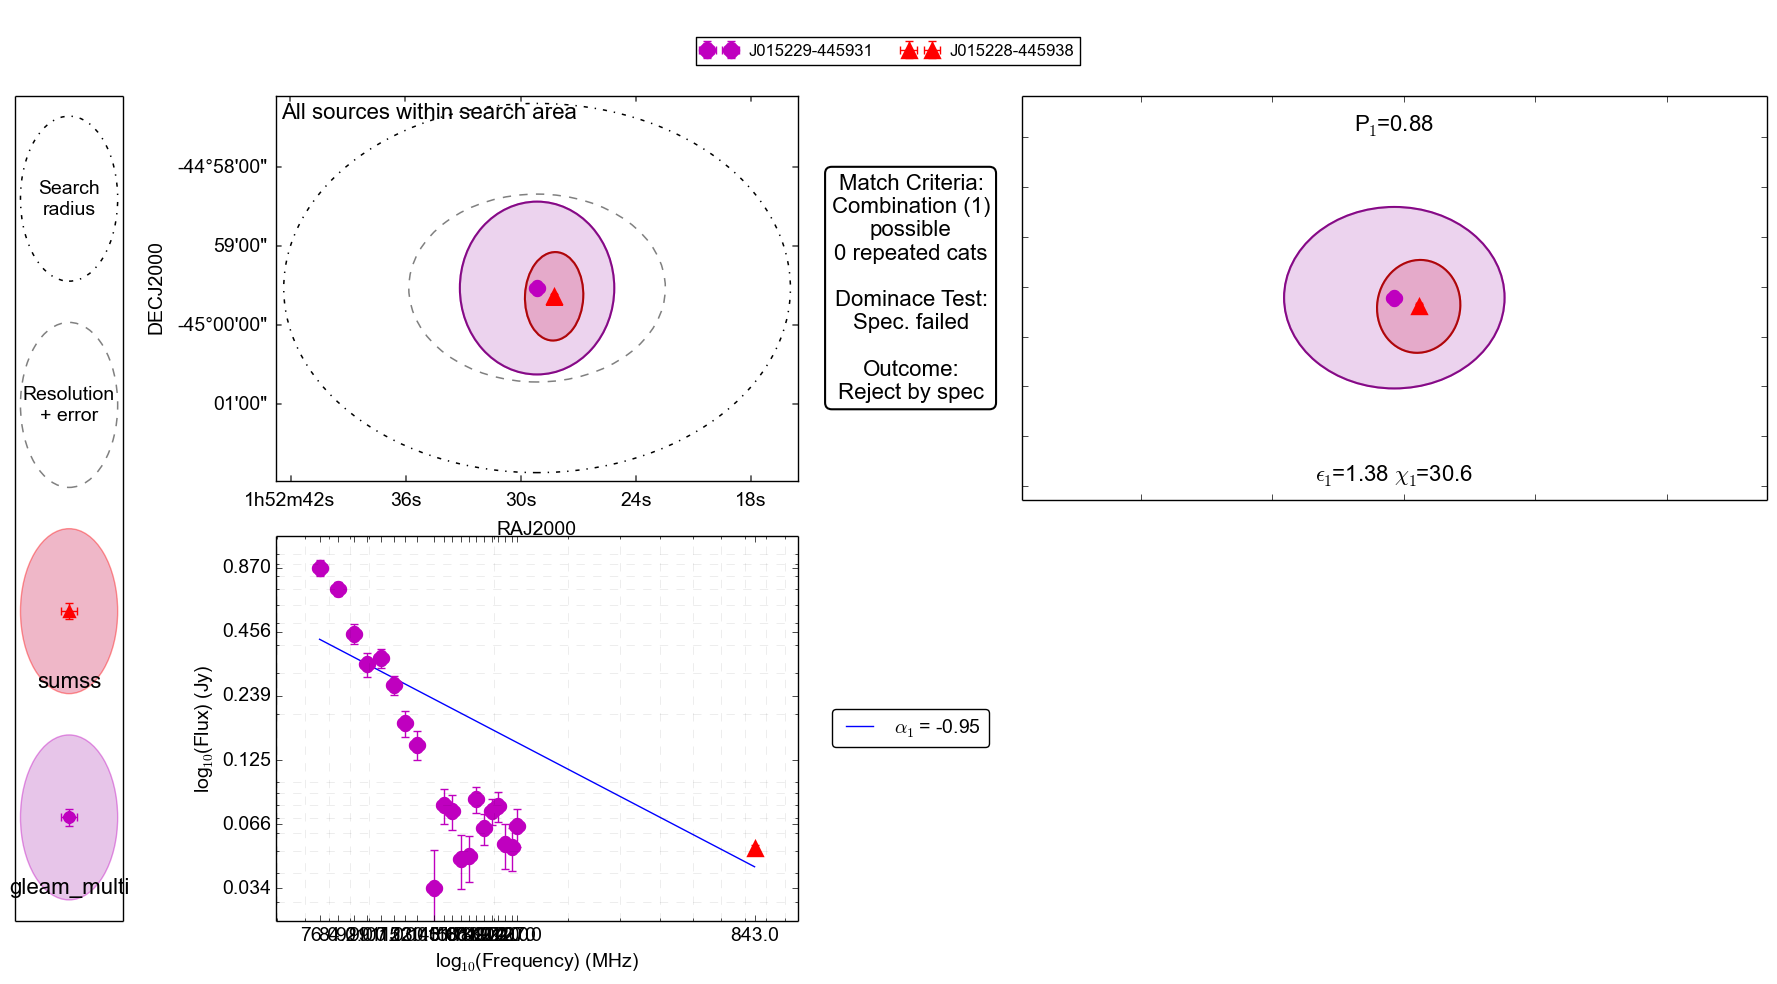 J015229-445931
J015228-445938
Search
radius
Resolution
+ error
sumss
gleam_multi
All sources within search area
DECJ2000
-44°58'00"
59'00"
-45°00'00"
01'00"
1h52m42s 36s 30s 24s 18s
RAJ2000
Match Criteria:
Combination (1)
possible
0 repeated cats
Dominace Test:
Spec. failed
Outcome:
Reject by spec
P₁=0.88
ϵ₁=1.38 χ₁=30.6
log₁₀(Flux) (Jy)
0.870
0.456
0.239
0.125
0.066
0.034
843.0
log₁₀(Frequency) (MHz)
α₁ = -0.95